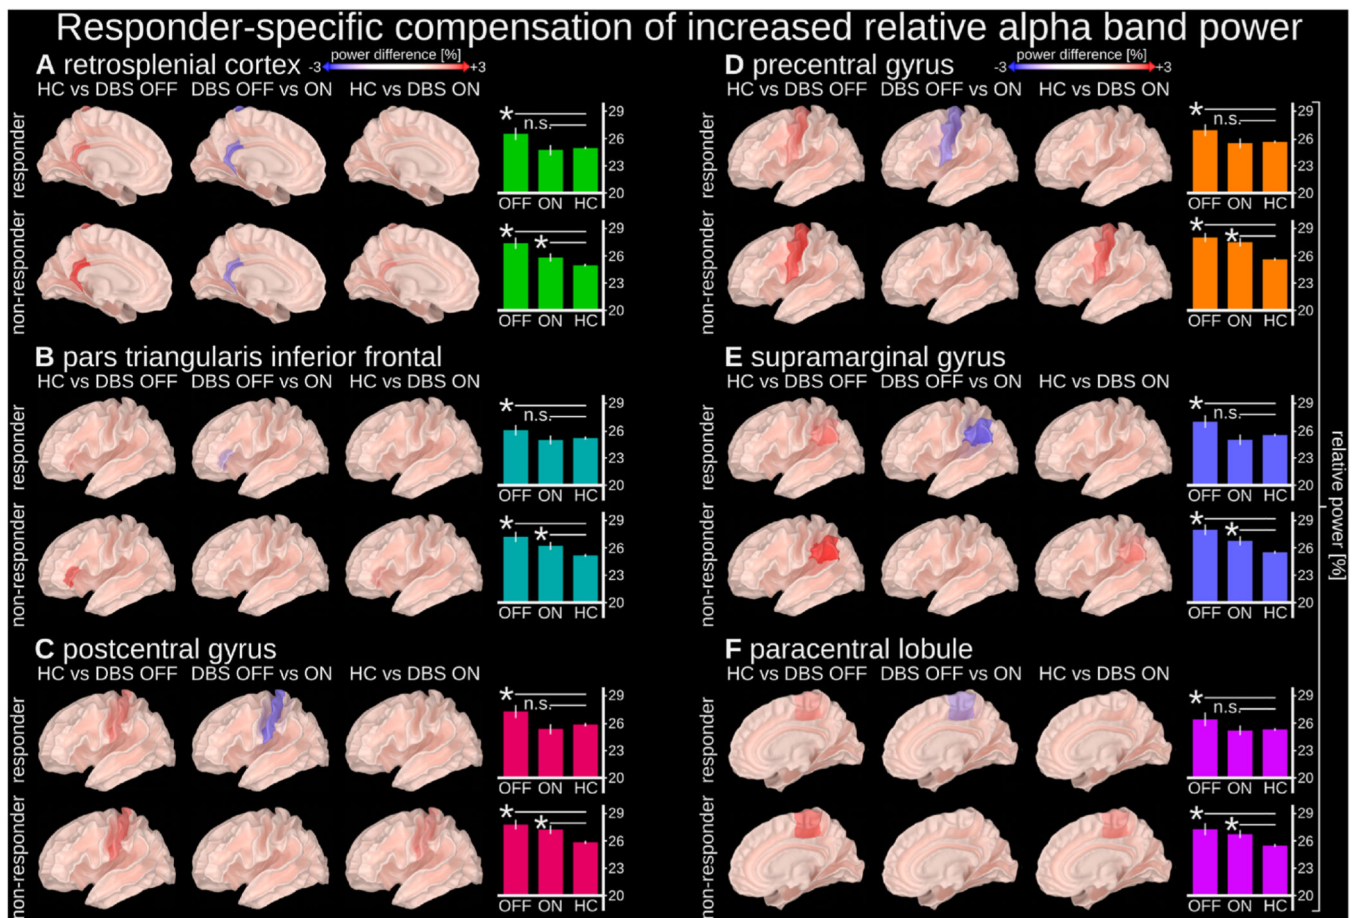 Responder-specific compensation of increased relative alpha band power
A retrosplenial cortex
power difference [%]
-3 +3
HC vs DBS OFF DBS OFF vs ON HC vs DBS ON
responder
* n.s.
29
26
23
20
OFF ON HC
non-responder
* *
29
26
23
20
OFF ON HC
B pars triangularis inferior frontal
HC vs DBS OFF DBS OFF vs ON HC vs DBS ON
responder
* n.s.
29
26
23
20
OFF ON HC
non-responder
* *
29
26
23
20
OFF ON HC
C postcentral gyrus
HC vs DBS OFF DBS OFF vs ON HC vs DBS ON
responder
* n.s.
29
26
23
20
OFF ON HC
non-responder
* *
29
26
23
20
OFF ON HC
D precentral gyrus
power difference [%]
-3 +3
HC vs DBS OFF DBS OFF vs ON HC vs DBS ON
responder
* n.s.
29
26
23
20
OFF ON HC
non-responder
* *
29
26
23
20
OFF ON HC
E supramarginal gyrus
HC vs DBS OFF DBS OFF vs ON HC vs DBS ON
responder
* n.s.
29
26
23
20
OFF ON HC
non-responder
* *
29
26
23
20
OFF ON HC
F paracentral lobule
HC vs DBS OFF DBS OFF vs ON HC vs DBS ON
responder
* n.s.
29
26
23
20
OFF ON HC
non-responder
* *
29
26
23
20
OFF ON HC
relative power [%]